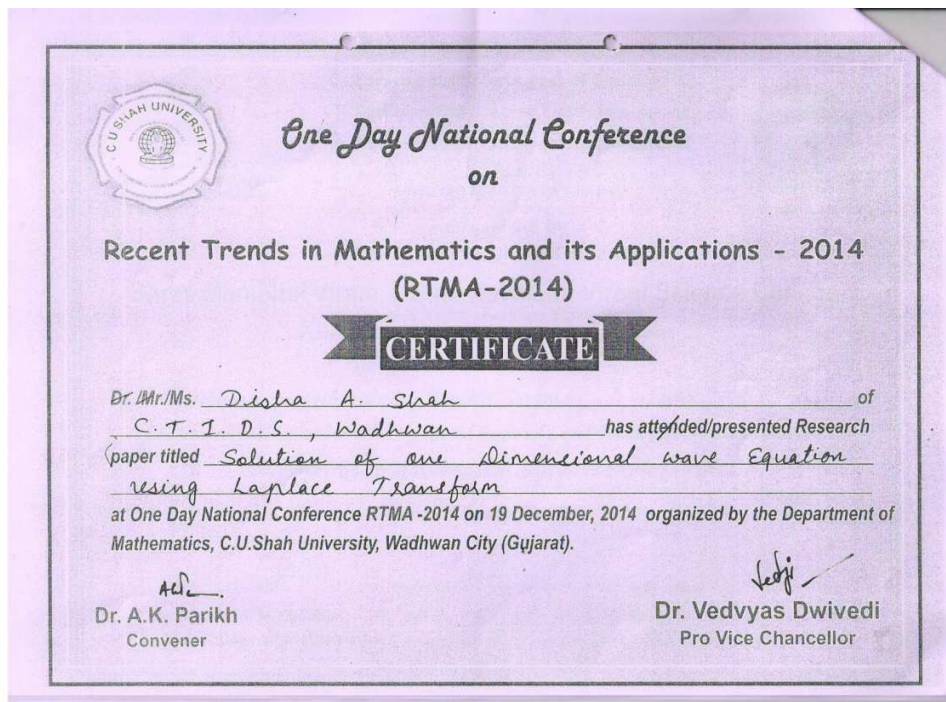 C U SHAH UNIVERSITY
One Day National Conference
on
Recent Trends in Mathematics and its Applications - 2014
(RTMA-2014)
CERTIFICATE
Dr./Mr./Ms. Disha A. Shah of
C. T. I. D. S., Wadhwan has attended/presented Research
paper titled Solution of one Dimensional wave Equation
using Laplace Transform
at One Day National Conference RTMA -2014 on 19 December, 2014 organized by the Department of
Mathematics, C.U.Shah University, Wadhwan City (Gujarat).
Dr. A.K. Parikh
Convener
Dr. Vedvyas Dwivedi
Pro Vice Chancellor